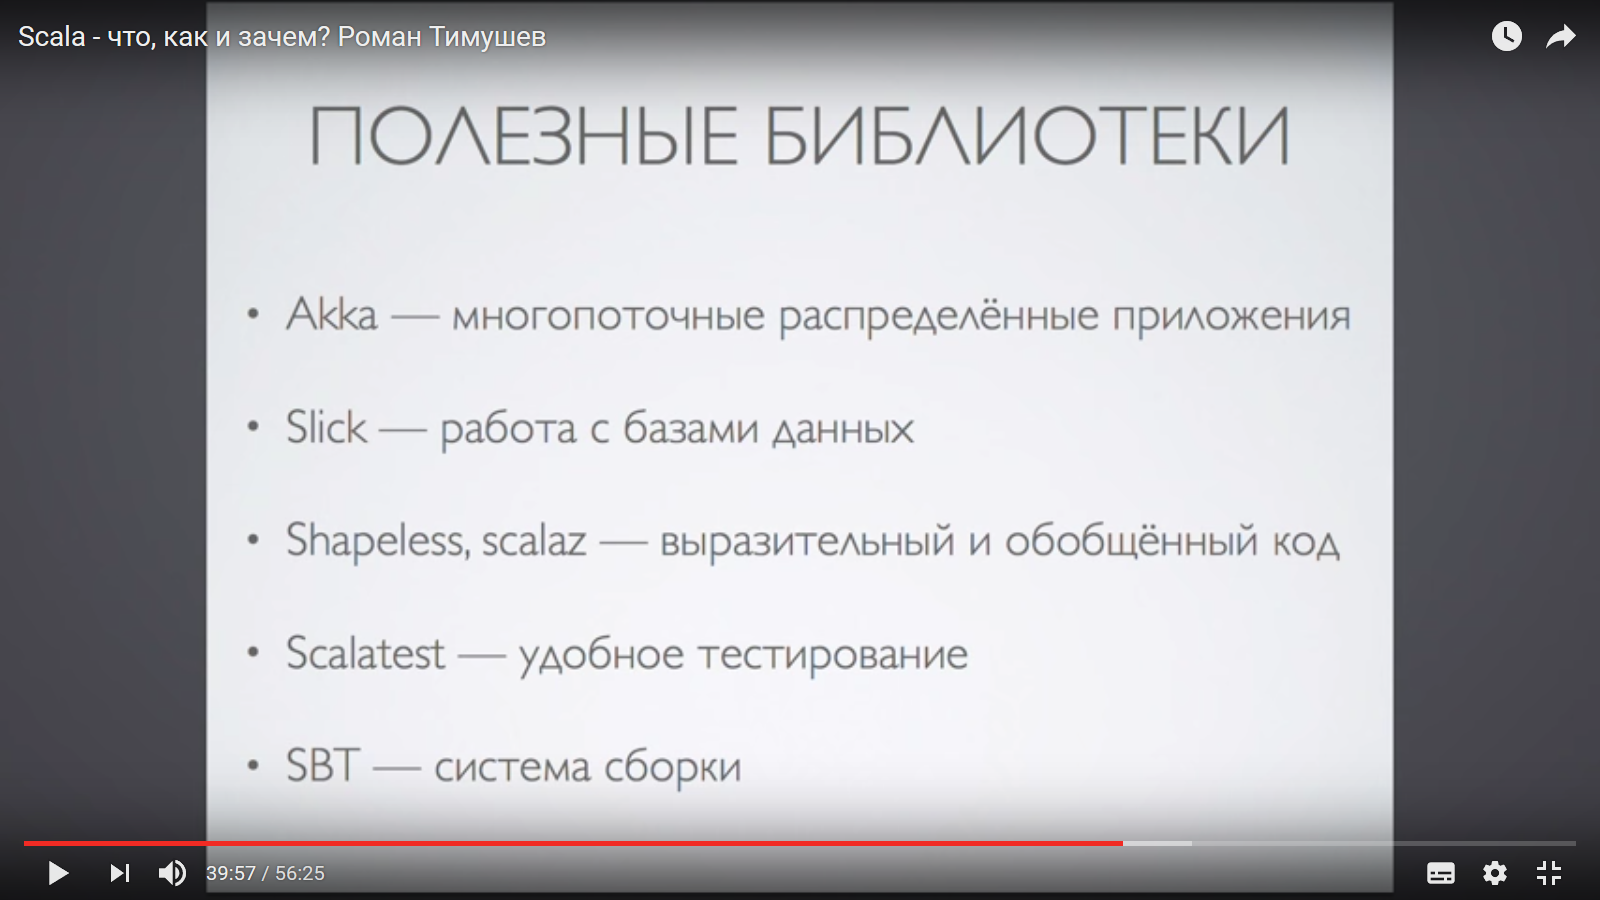 Scala - что, как и зачем? Роман Тимушев
ПОЛЕЗНЫЕ БИБЛИОТЕКИ
• Akka — многопоточные распределённые приложения
• Slick — работа с базами данных
• Shapeless, scalaz — выразительный и обобщённный код
• Scalatest — удобное тестирование
• SBT — система сборки
39:57 / 56:25